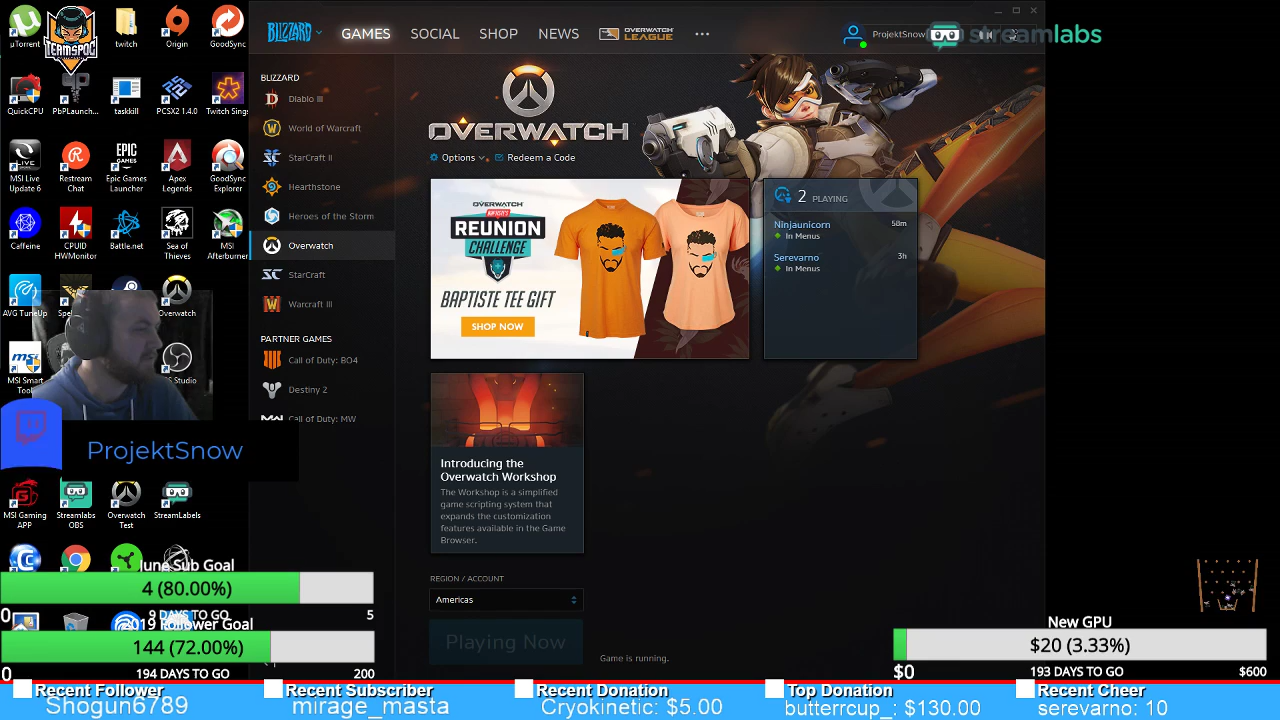 µTorrent
TEAMSPOC
twitch
Origin
GoodSync
QuickCPU
PbPLaunch...
taskkill
PCSX2 1.4.0
Twitch Sings
MSI Live
Update 6
Restream
Chat
Epic Games
Launcher
Apex
Legends
GoodSync
Explorer
Caffeine
CPUID
HWMonitor
Battle.net
Sea of
Thieves
MSI
Afterburner
AVG TuneUp
Overwatch
MSI Smart
MSI Gaming
APP
Streamlabs
OBS
Overwatch
Test
StreamLabels
BLIZZARD
GAMES
SOCIAL
SHOP
NEWS
OVERWATCH
LEAGUE
ProjektSnow
streamlabs
BLIZZARD
Diablo III
World of Warcraft
StarCraft II
Hearthstone
Heroes of the Storm
Overwatch
StarCraft
Warcraft III
PARTNER GAMES
Call of Duty: BO4
Destiny 2
Call of Duty: MW
OVERWATCH
Options
Redeem a Code
OVERWATCH
REUNION
CHALLENGE
BAPTISTE TEE GIFT
SHOP NOW
2 PLAYING
Ninjaunicorn 58m
In Menus
Serevarno 3h
In Menus
Introducing the
Overwatch Workshop
The Workshop is a simplified
game scripting system that
expands the customization
features available in the Game
Browser.
REGION / ACCOUNT
Americas
Playing Now
Game is running.
ProjektSnow
June Sub Goal
4 (80.00%)
0 9 DAYS TO GO 5
2019 Follower Goal
144 (72.00%)
0 194 DAYS TO GO 200
New GPU
$20 (3.33%)
$0 193 DAYS TO GO $600
Recent Follower
Shogun6789
Recent Subscriber
mirage_masta
Recent Donation
Cryokinetic: $5.00
Top Donation
buttercup_: $130.00
Recent Cheer
serevarno: 10